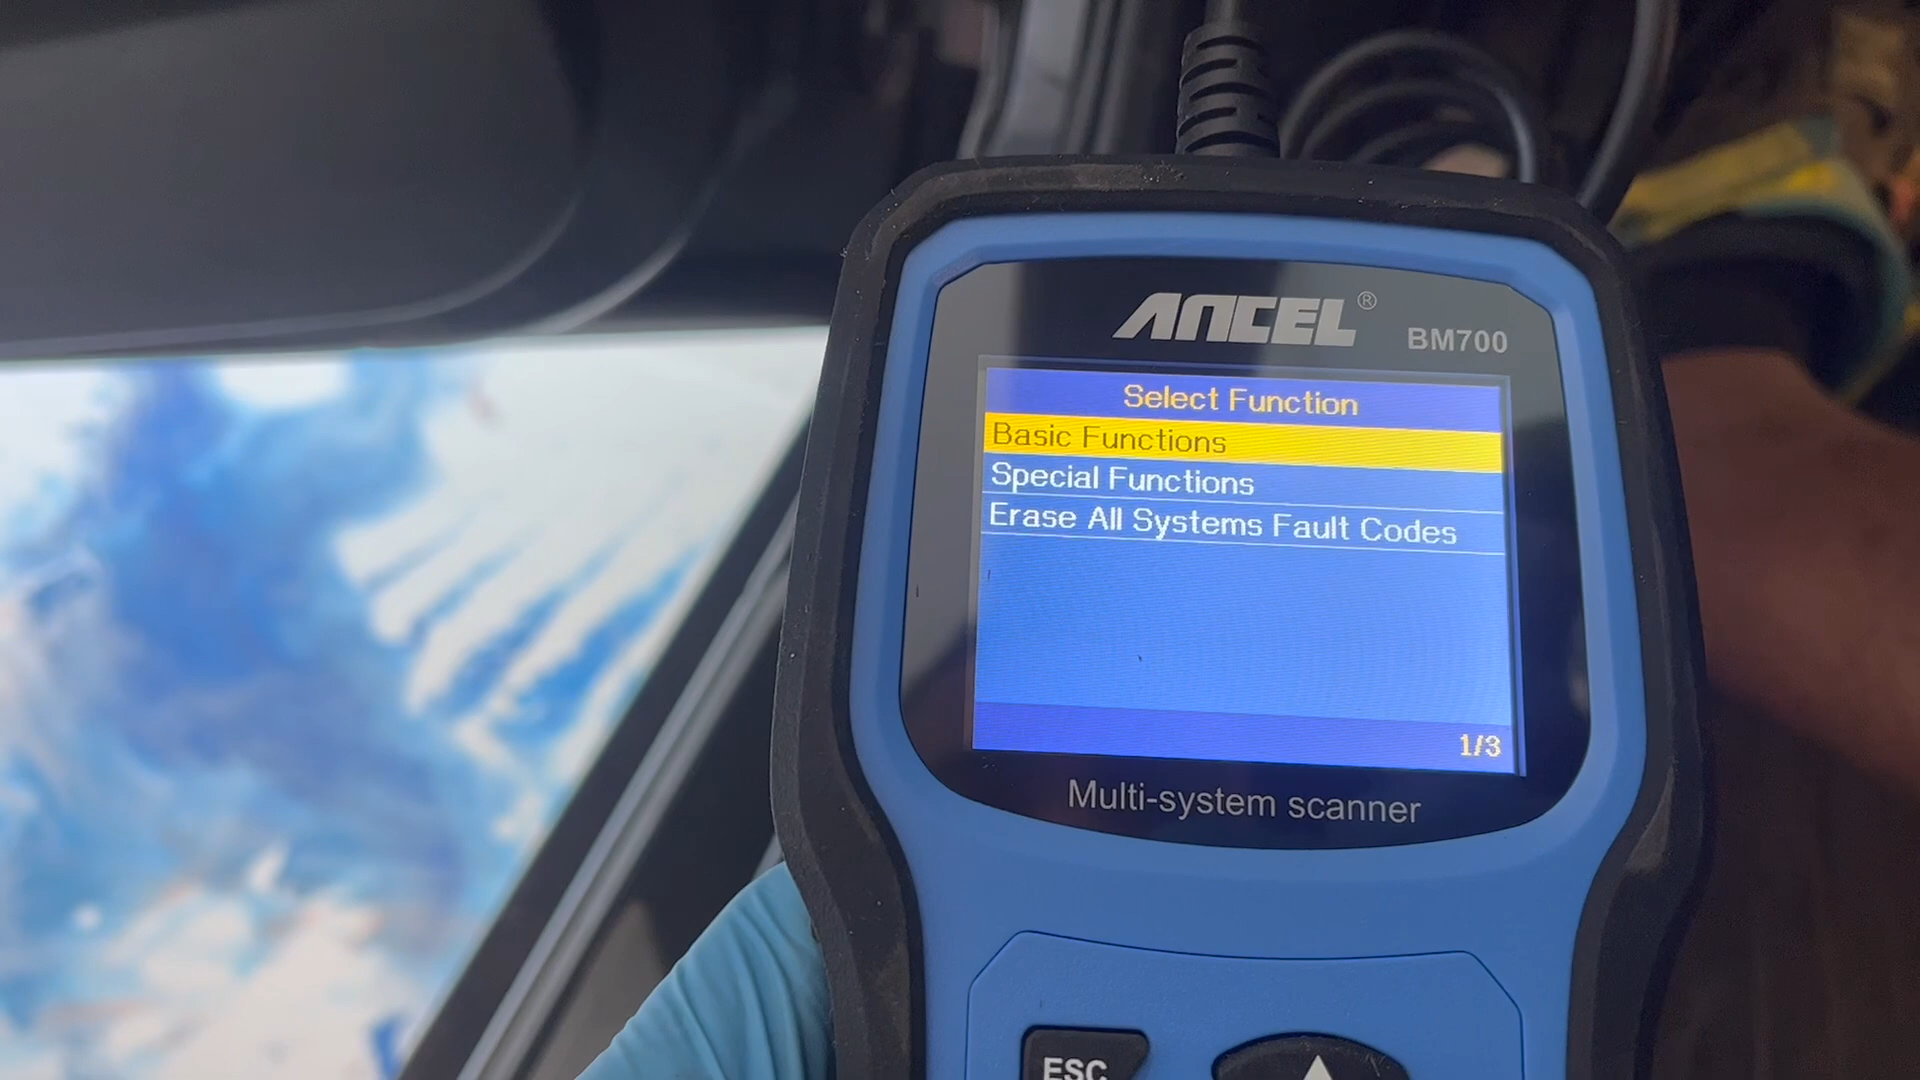 ANCEL®
BM700
Select Function
Basic Functions
Special Functions
Erase All Systems Fault Codes
1/3
Multi-system scanner
ESC